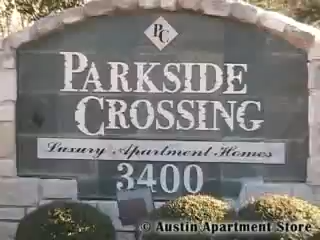 PC
PARKSIDE
CROSSING
Luxury Apartment Homes
3400
© Austin Apartment Store